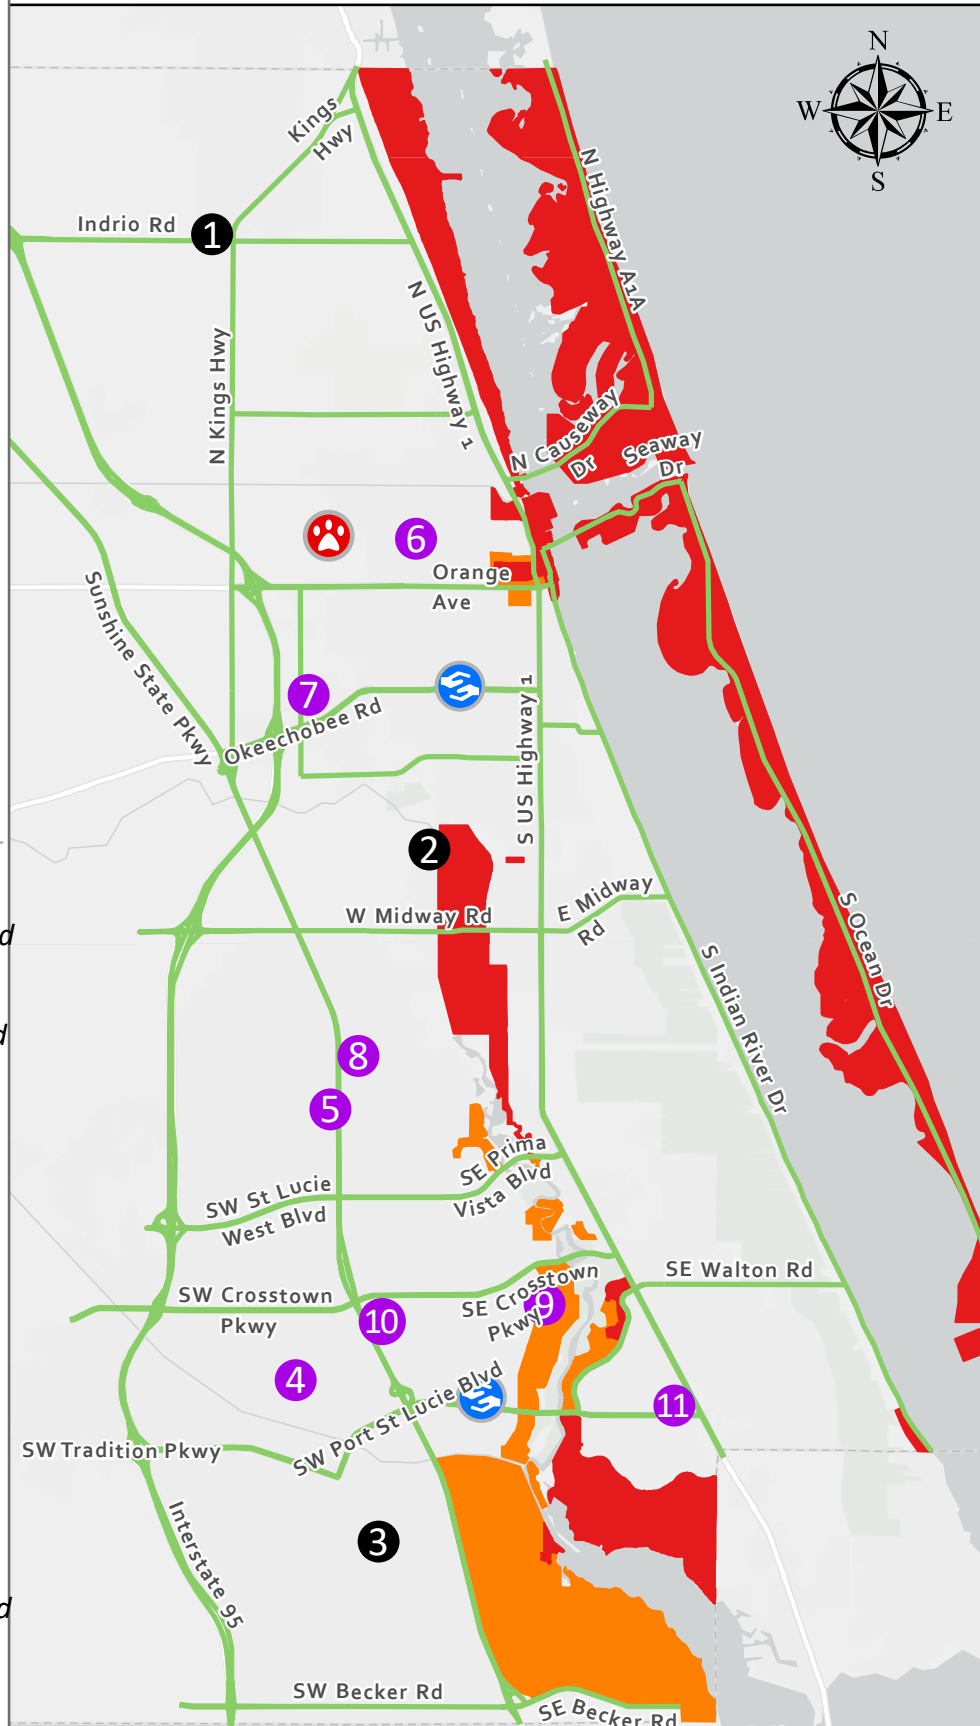 N
W E
S
Kings
Hwy
N Highway A1A
Indrio Rd
1
N US Highway 1
N Kings Hwy
N Causeway
Dr
Seaway
Dr
6
Orange
Ave
Sunshine State Pkwy
7
Okeechobee Rd
S US Highway 1
2
W Midway Rd
E Midway
Rd
S Ocean Dr
d
S Indian River Dr
d
8
5
SE Prima
Vista Blvd
SW St Lucie
West Blvd
SE Walton Rd
SW Crosstown
Pkwy
SE Crosstown
Pkwy
9
10
4
11
SW Port St Lucie Blvd
SW Tradition Pkwy
Interstate 95
3
d
SW Becker Rd
SE Becker Rd